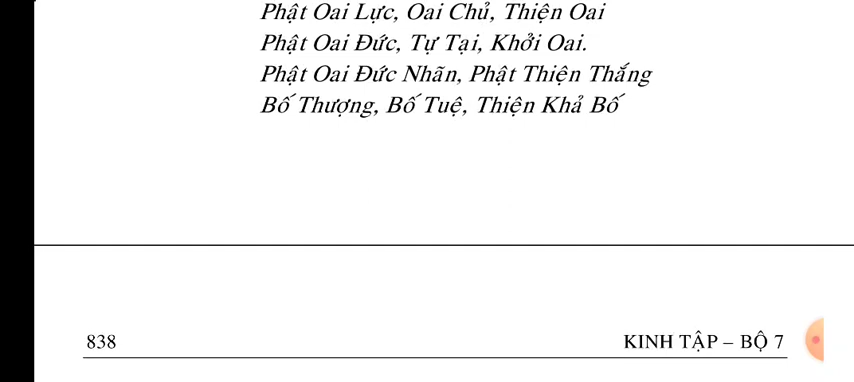 Phật Oai Lực, Oai Chủ, Thiện Oai
Phật Oai Đức, Tự Tại, Khởi Oai.
Phật Oai Đức Nhãn, Phật Thiện Thắng
Bố Thượng, Bố Tuệ, Thiện Khả Bố
838 KINH TẬP – BỘ 7